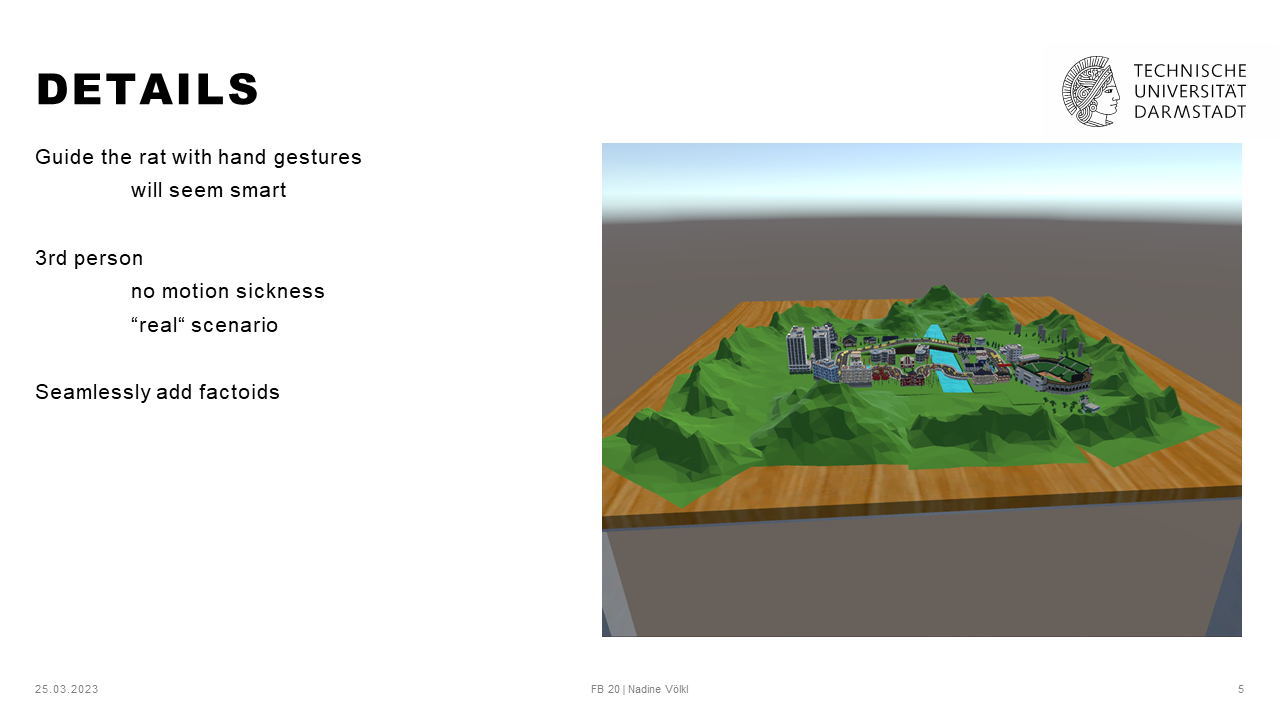 DETAILS
TECHNISCHE
UNIVERSITÄT
DARMSTADT
Guide the rat with hand gestures
will seem smart
3rd person
no motion sickness
“real“ scenario
Seamlessly add factoids
25.03.2023
FB 20 | Nadine Völkl
5